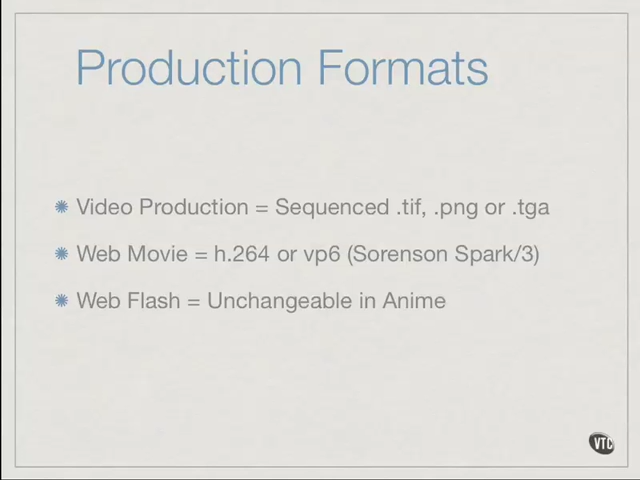 Production Formats
Video Production = Sequenced .tif, .png or .tga
Web Movie = h.264 or vp6 (Sorenson Spark/3)
Web Flash = Unchangeable in Anime
VTC